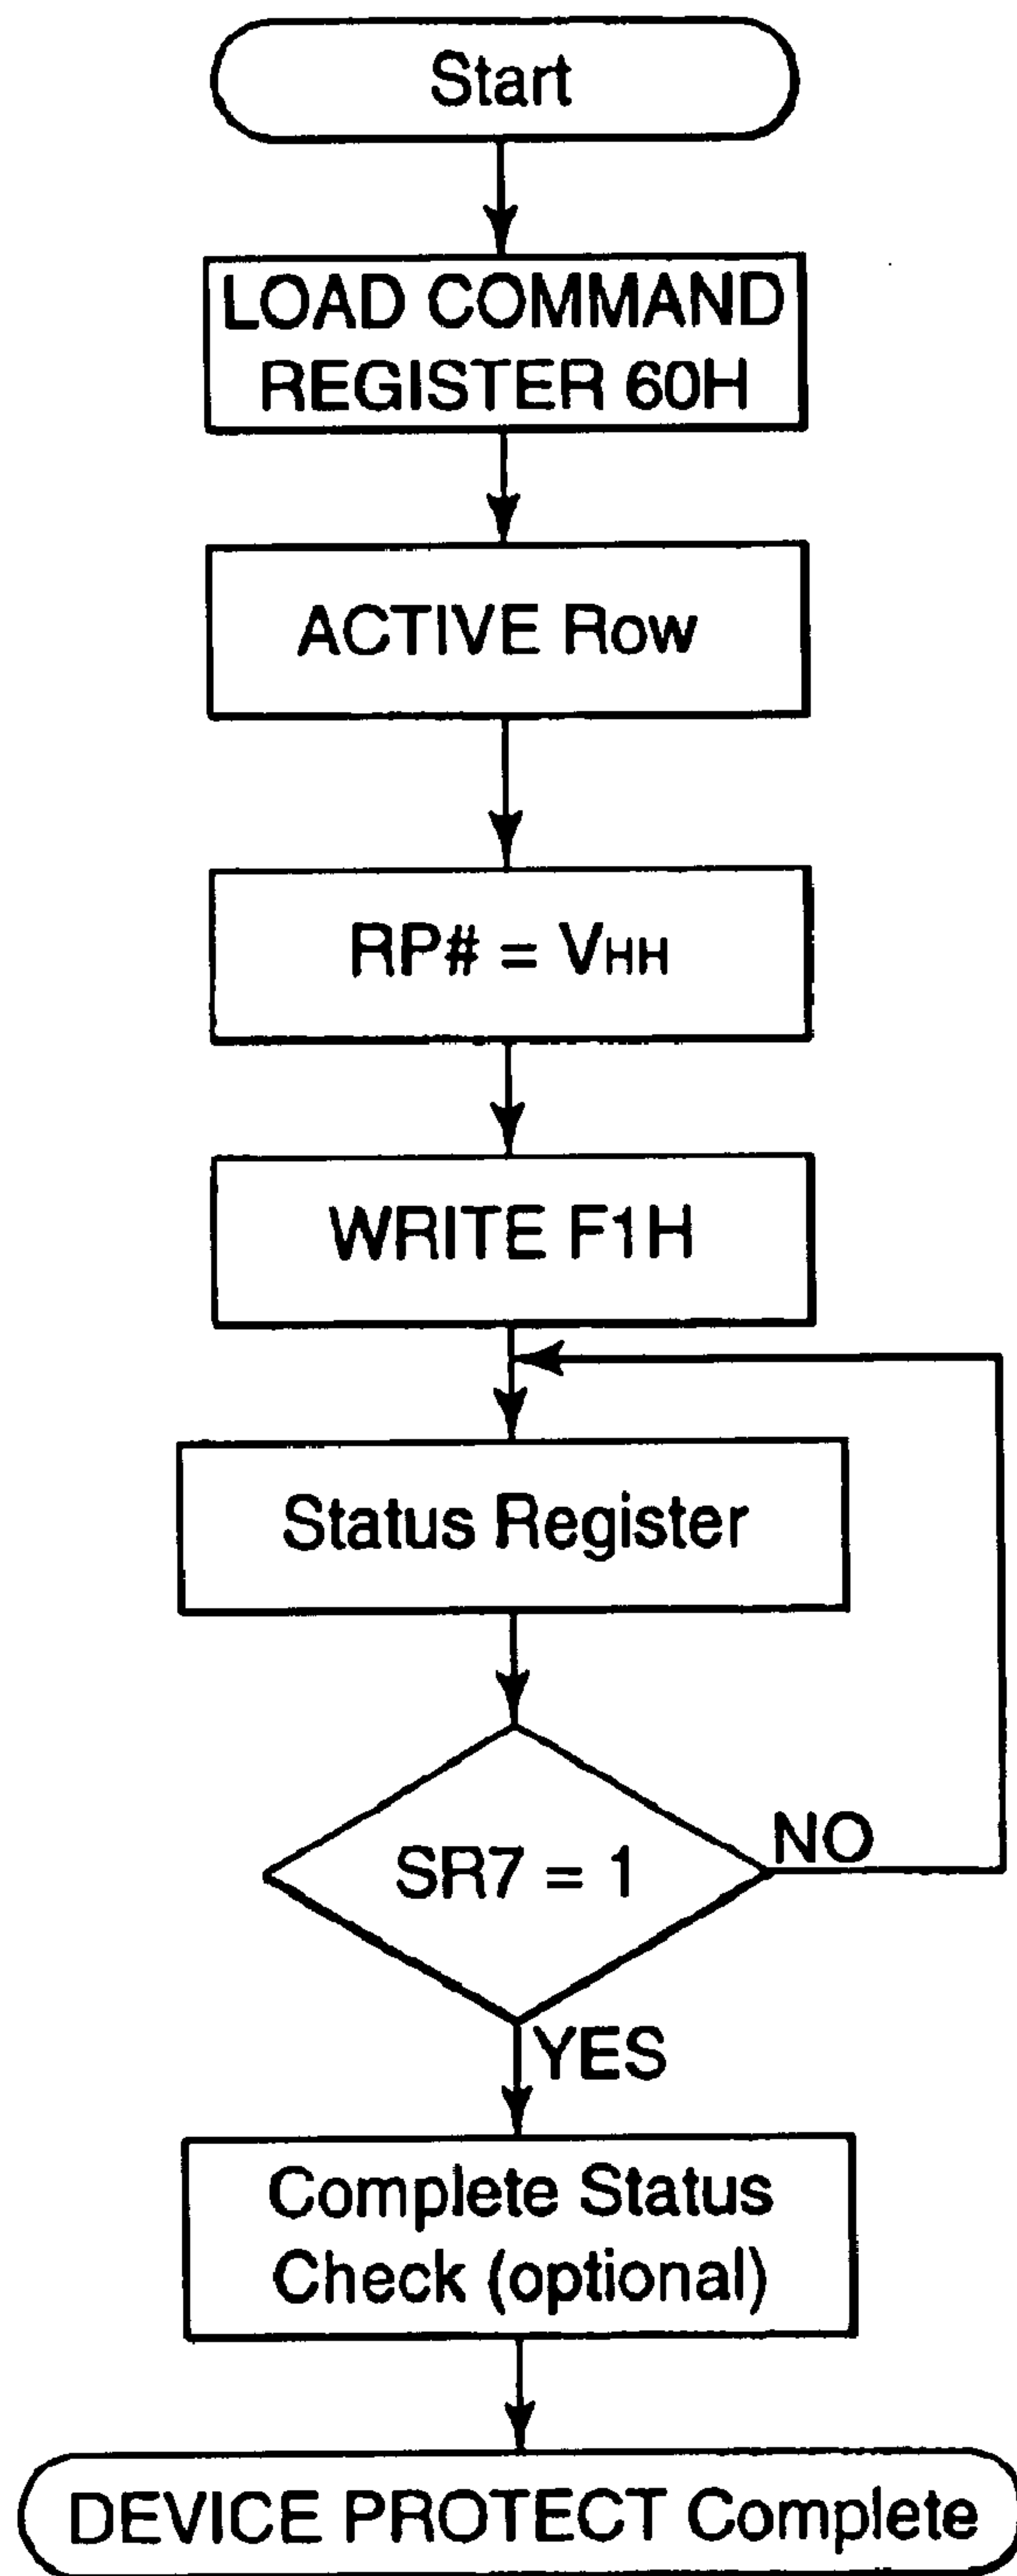 Start
LOAD COMMAND
REGISTER 60H
ACTIVE Row
RP# = VHH
WRITE F1H
Status Register
SR7 = 1
NO
YES
Complete Status
Check (optional)
DEVICE PROTECT Complete